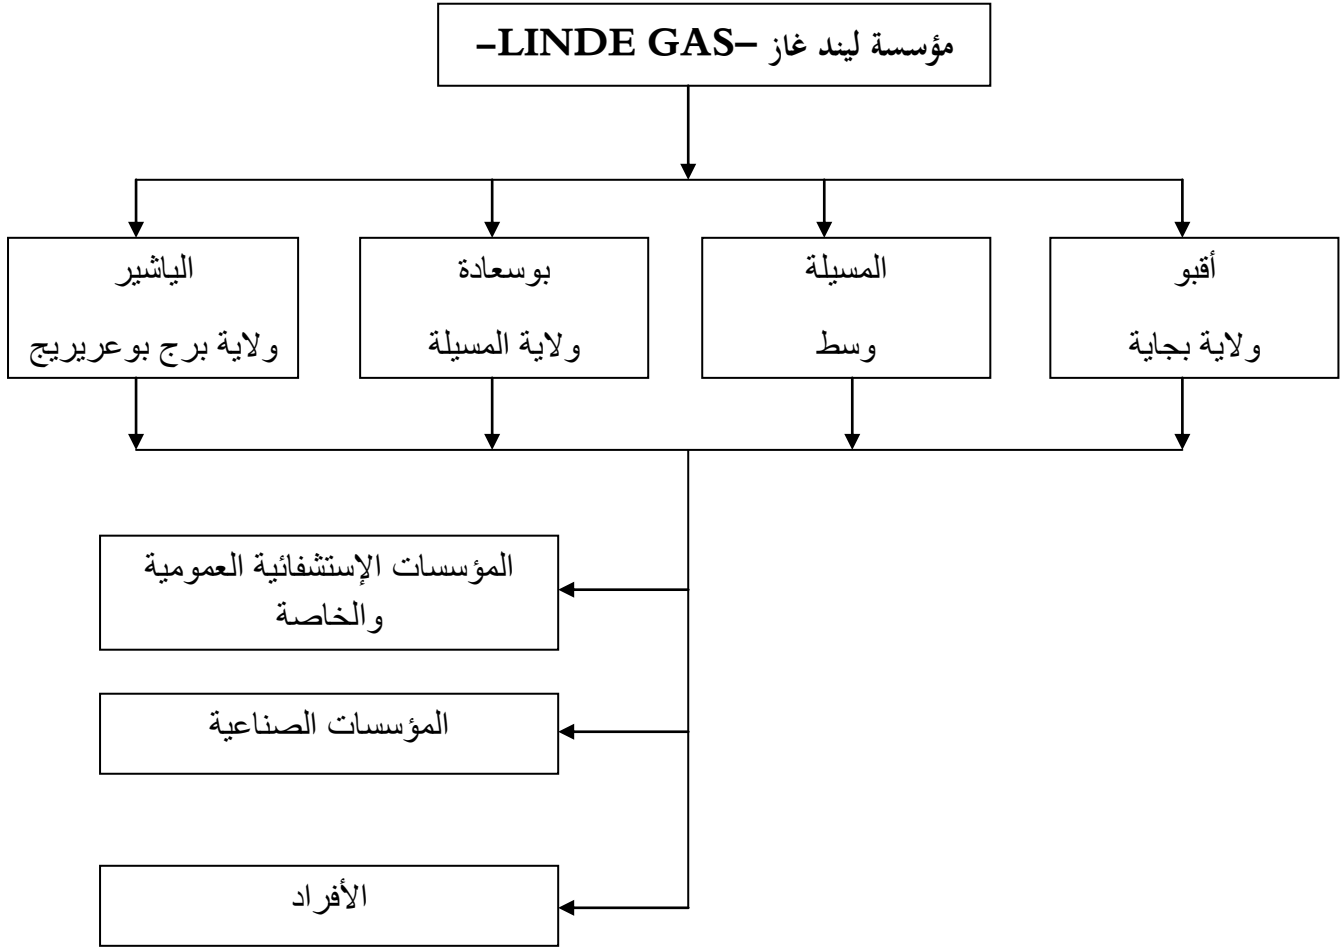 مؤسسة ليند غاز –LINDE GAS–
أقبو
ولاية بجاية
المسيلة
وسط
بوسعادة
ولاية المسيلة
الياشير
ولاية برج بوعريريج
المؤسسات الإستشفائية العمومية
والخاصة
المؤسسات الصناعية
الأفراد